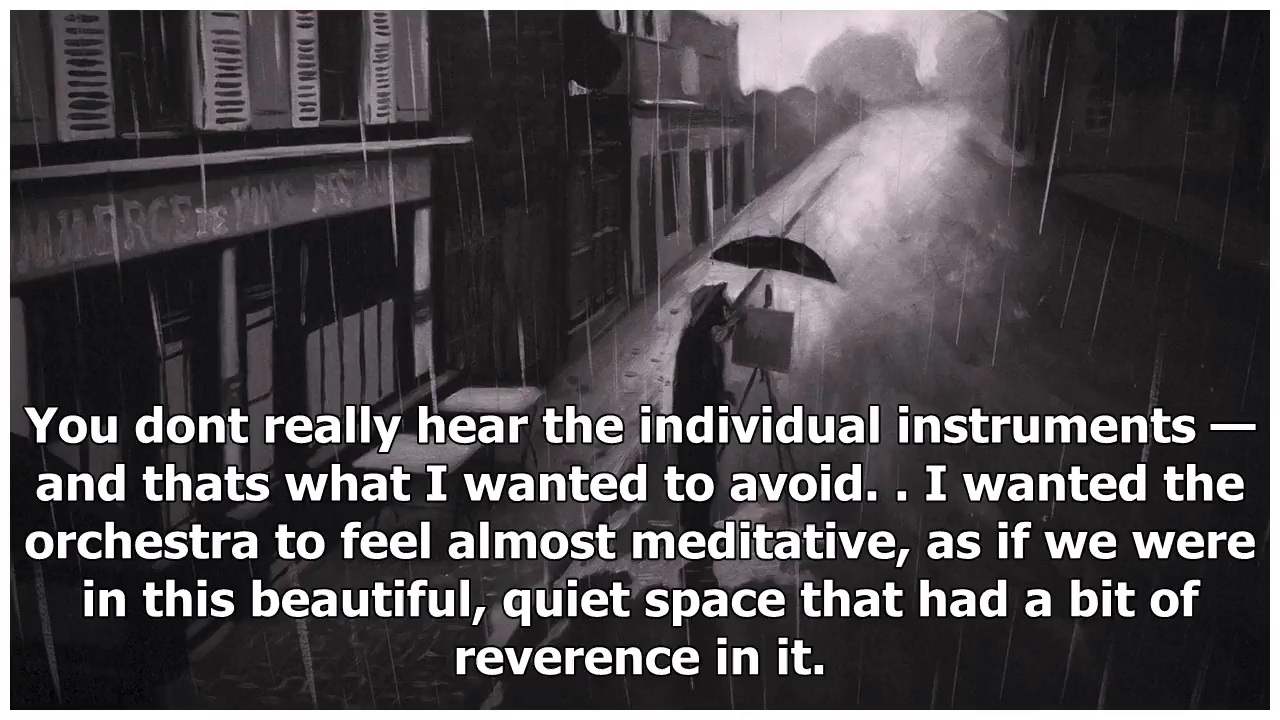 You dont really hear the individual instruments —
and thats what I wanted to avoid. . I wanted the
orchestra to feel almost meditative, as if we were
in this beautiful, quiet space that had a bit of
reverence in it.